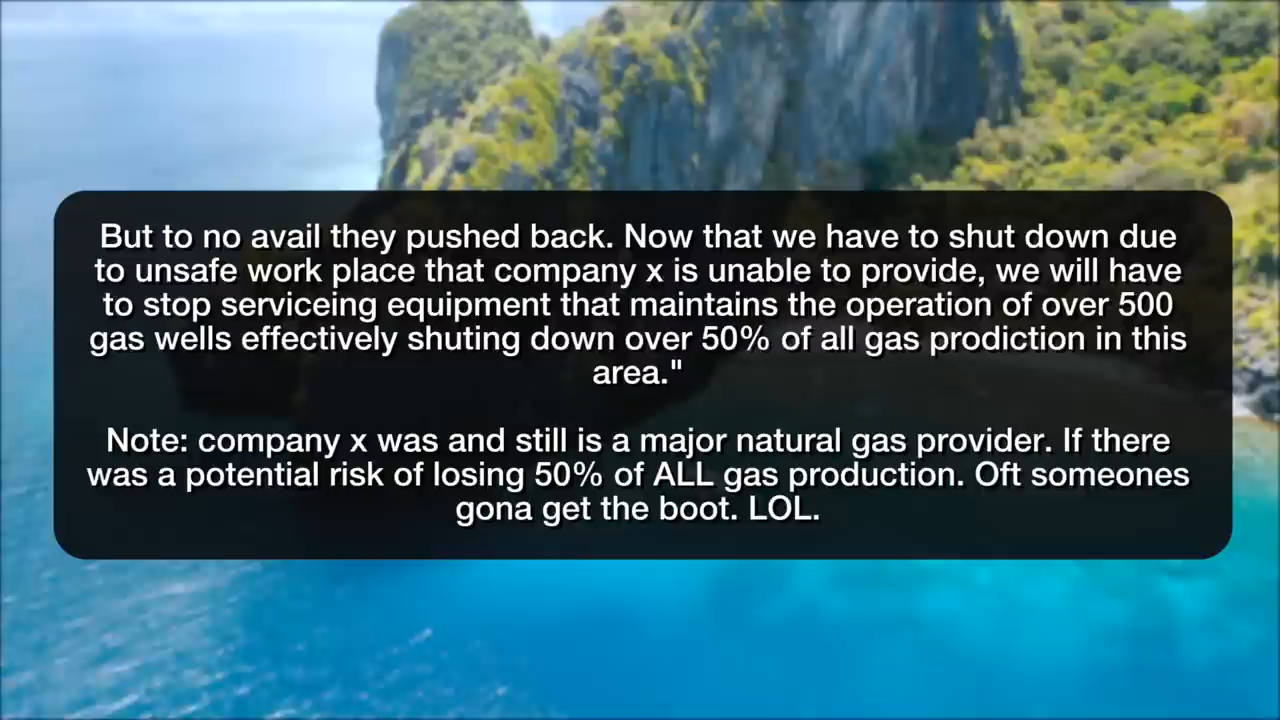 But to no avail they pushed back. Now that we have to shut down due
to unsafe work place that company x is unable to provide, we will have
to stop serviceing equipment that maintains the operation of over 500
gas wells effectively shuting down over 50% of all gas prodiction in this
area."
Note: company x was and still is a major natural gas provider. If there
was a potential risk of losing 50% of ALL gas production. Oft someones
gona get the boot. LOL.